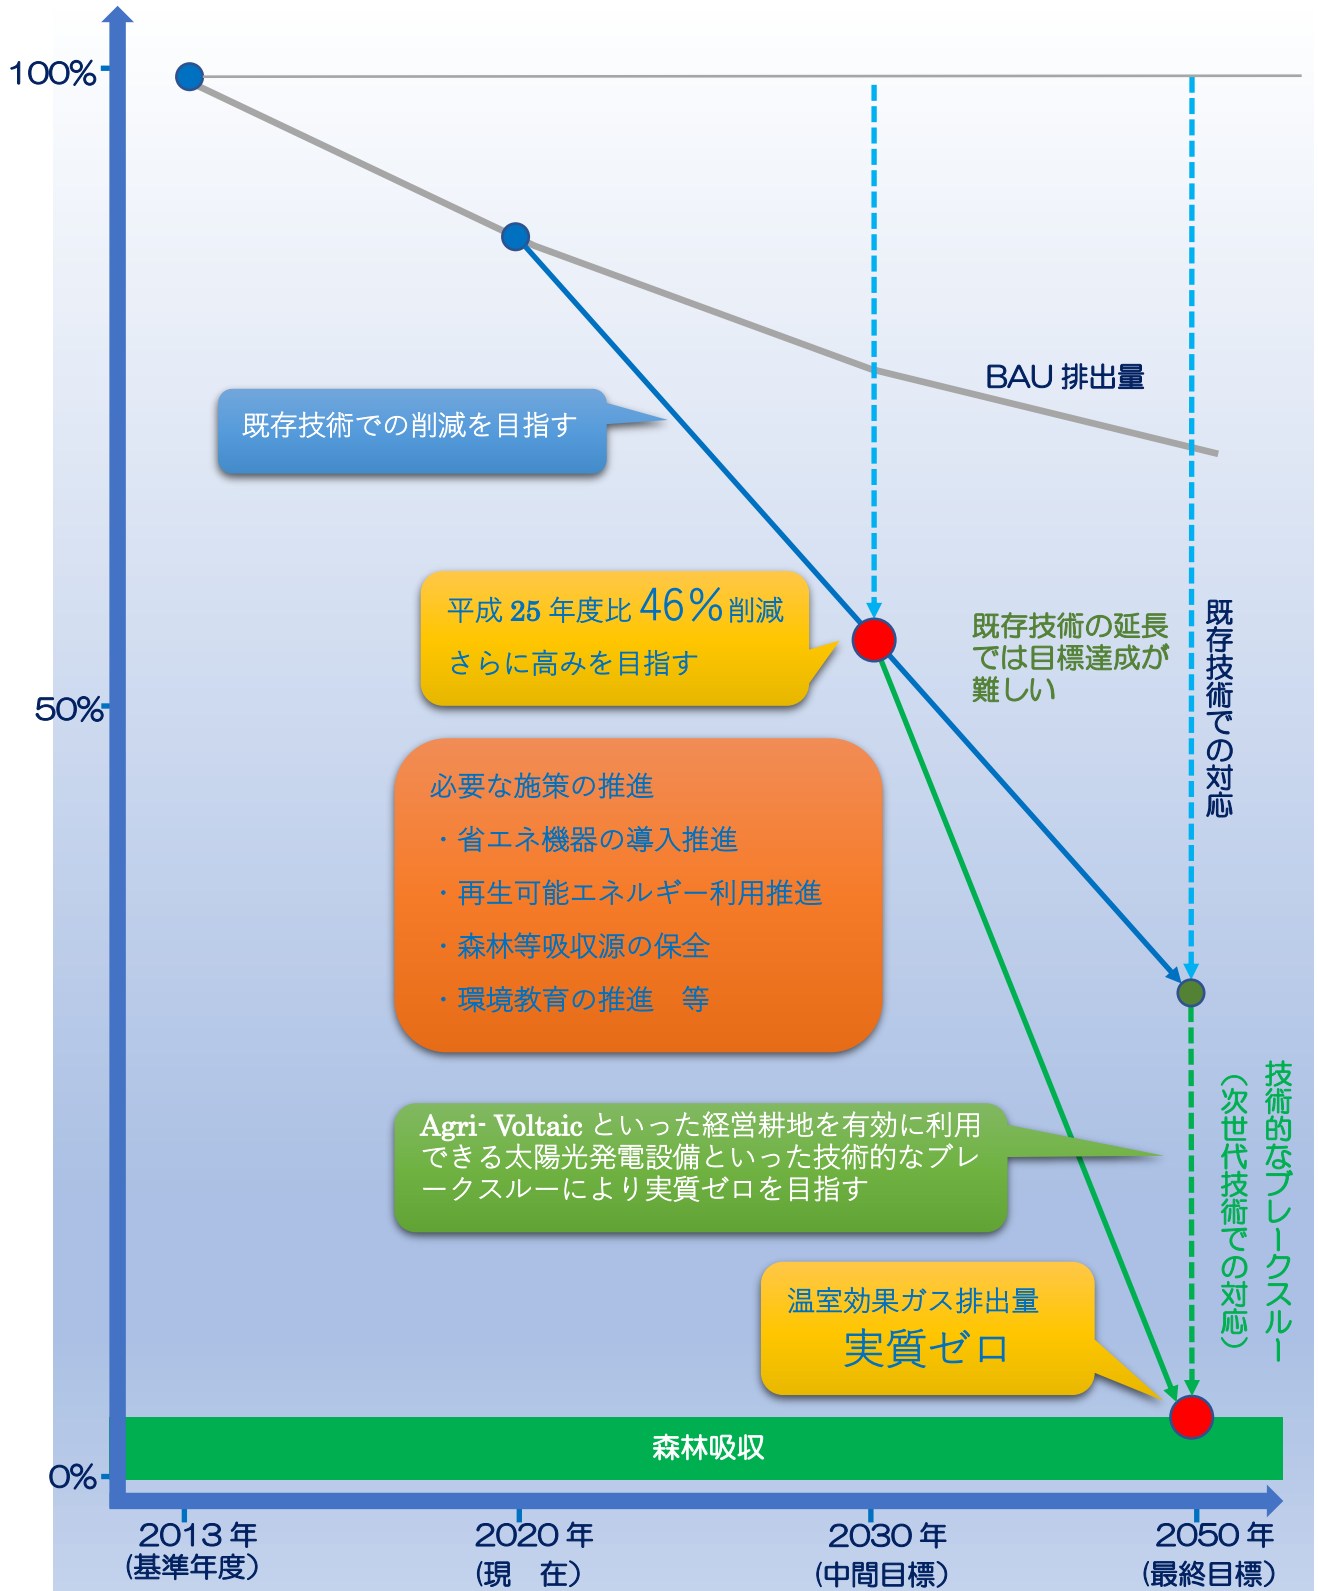 100%
BAU 排出量
既存技術での削減を目指す
平成 25 年度比 46%削減
さらに高みを目指す
既存技術の延長
では目標達成が
難しい
既存技術での対応
50%
必要な施策の推進
・省エネ機器の導入推進
・再生可能エネルギー利用推進
・森林等吸収源の保全
・環境教育の推進　等
技術的なブレークスルー
（次世代技術での対応）
Agri- Voltaic といった経営耕地を有効に利用
できる太陽光発電設備といった技術的なブレ
ークスルーにより実質ゼロを目指す
温室効果ガス排出量
実質ゼロ
森林吸収
0%
2013 年
(基準年度)
2020 年
(現　在)
2030 年
(中間目標)
2050 年
(最終目標)